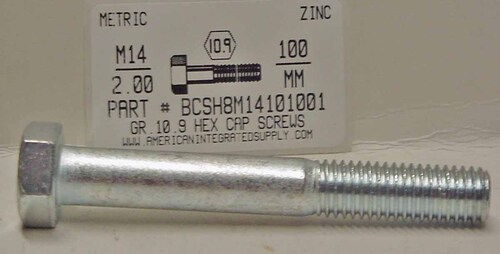 METRIC ZINC
M14 10.9 100
2.00 MM
PART # BCSH8M14101001
GR.10.9 HEX CAP SCREWS
WWW.AMERICANINTEGRATEDSUPPLY.COM